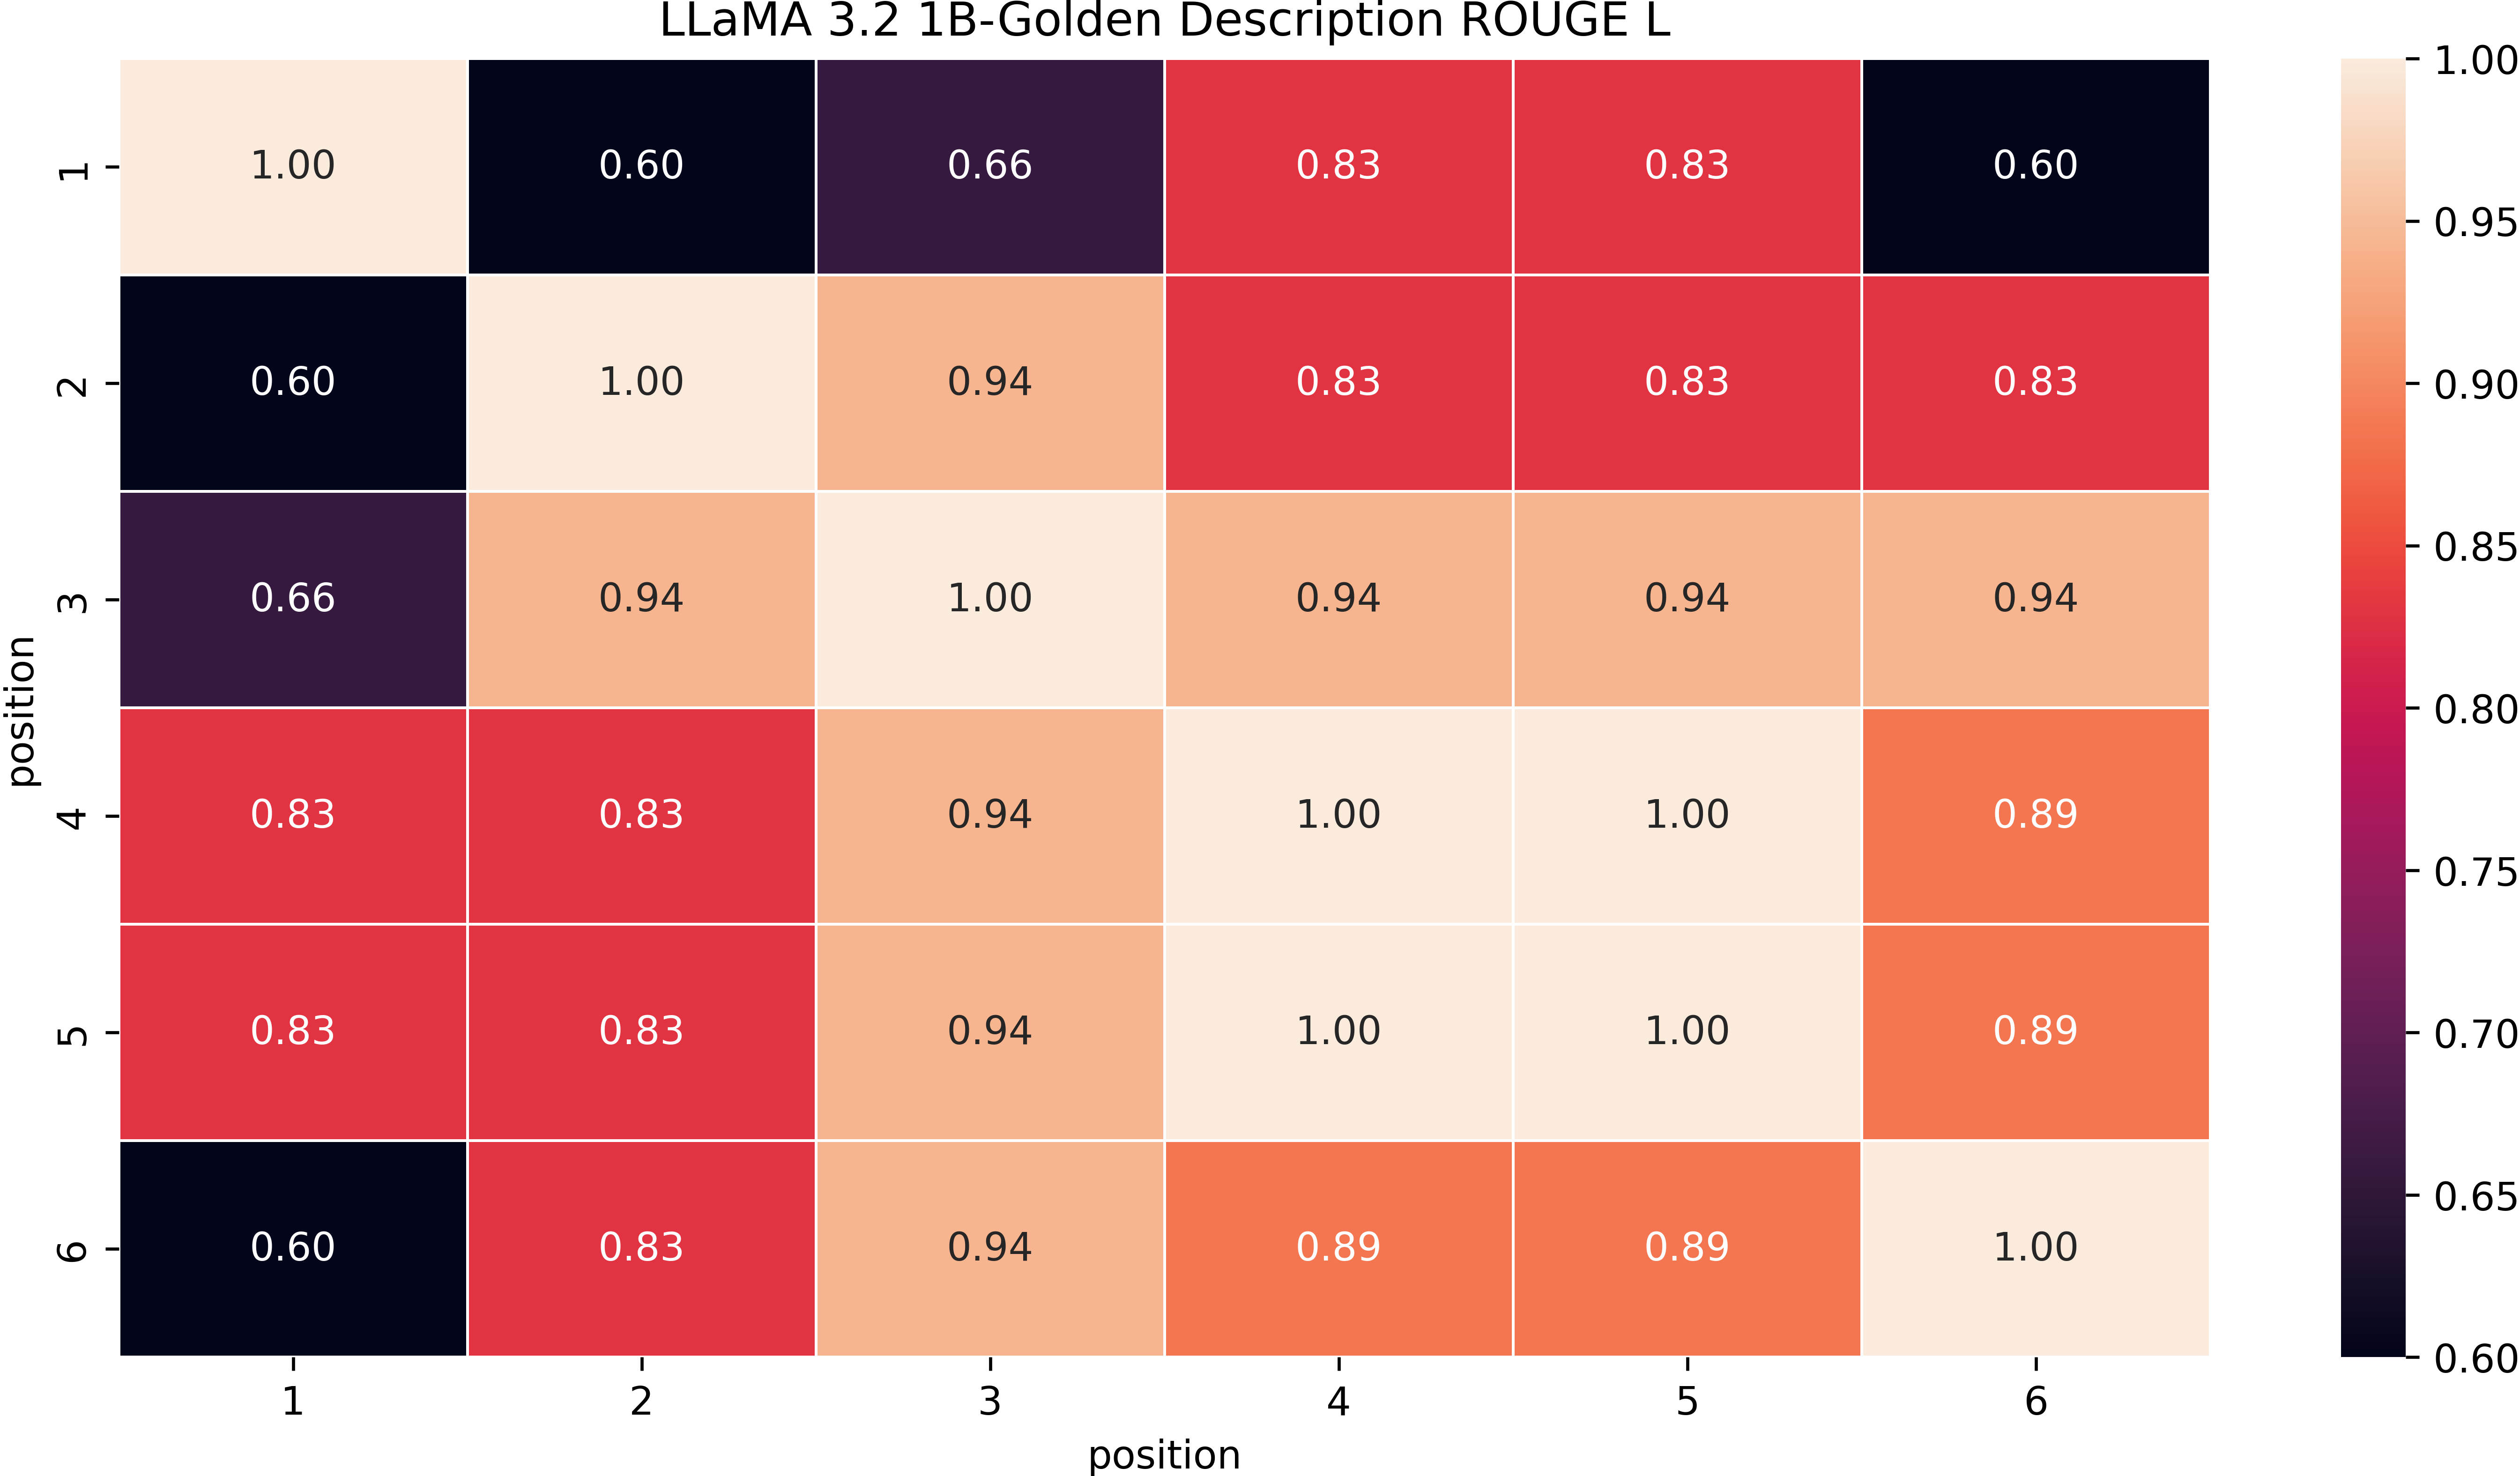 LLaMA 3.2 1B-Golden Description ROUGE L
1.00
1 1.00 0.60 0.66 0.83 0.83 0.60
0.95
2 0.60 1.00 0.94 0.83 0.83 0.83
0.90
0.85
3 0.66 0.94 1.00 0.94 0.94 0.94
position
0.80
4 0.83 0.83 0.94 1.00 1.00 0.89
0.75
5 0.83 0.83 0.94 1.00 1.00 0.89
0.70
0.65
6 0.60 0.83 0.94 0.89 0.89 1.00
0.60
1 2 3 4 5 6
position